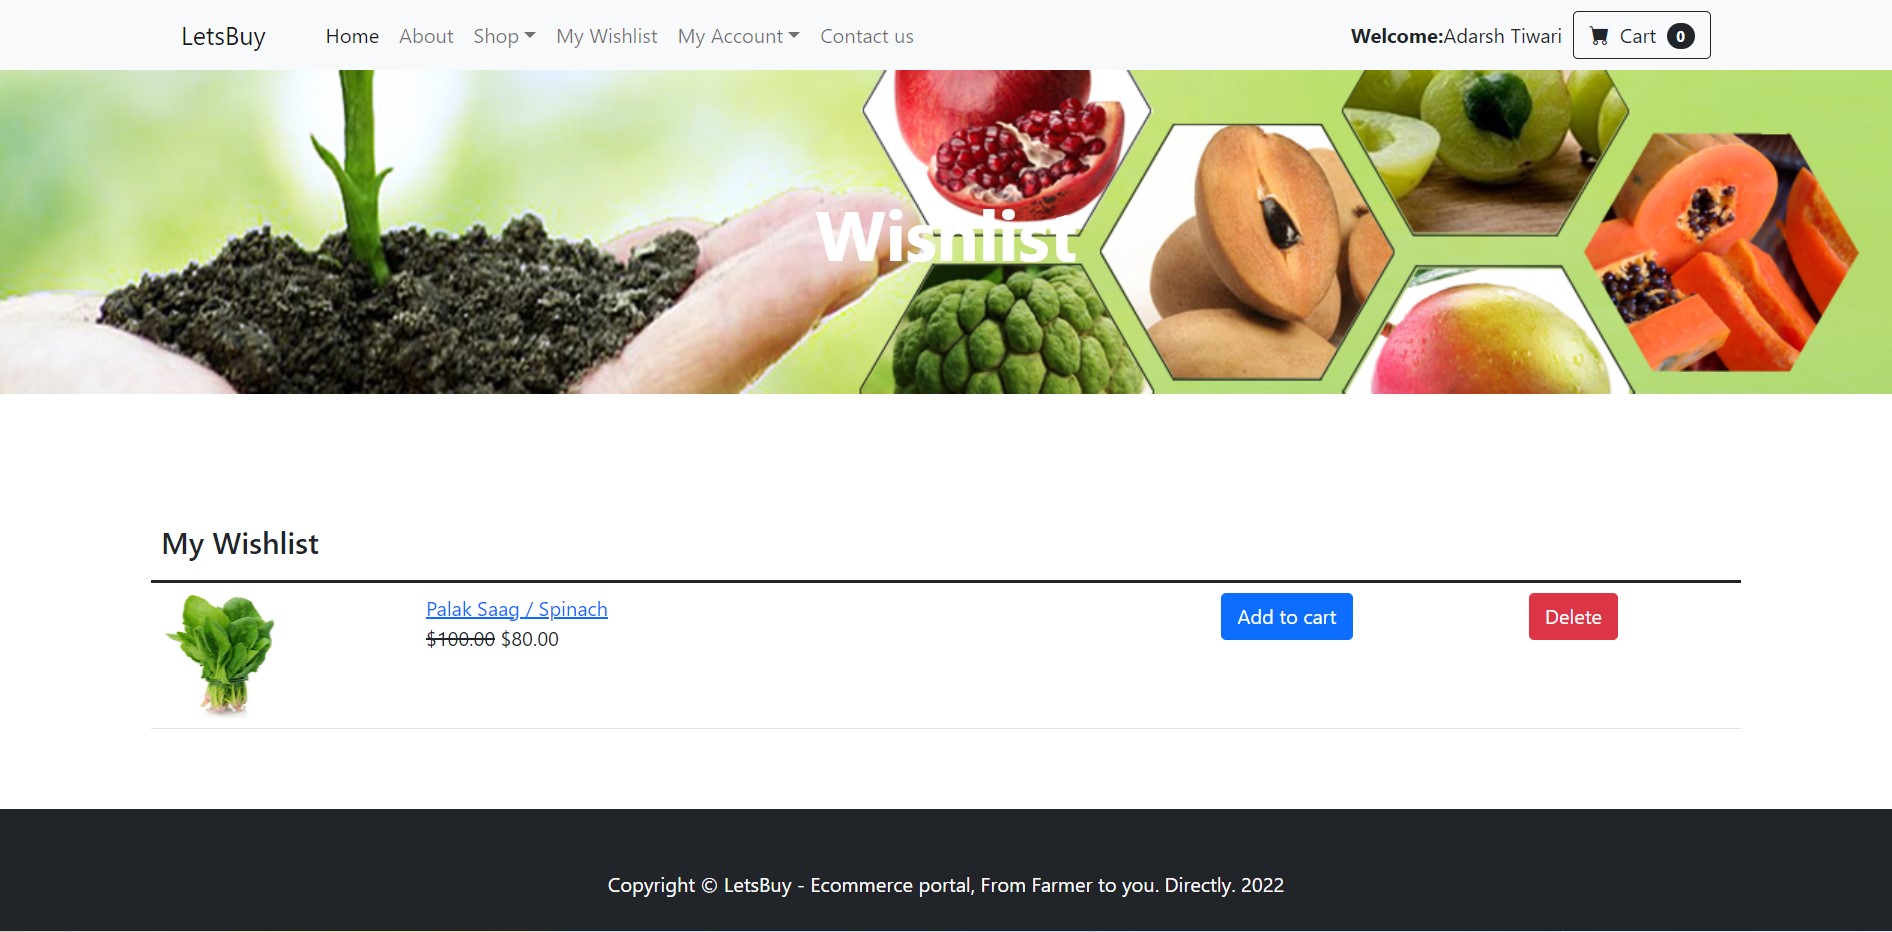 LetsBuy Home About Shop My Wishlist My Account Contact us Welcome:Adarsh Tiwari Cart 0
Wishlist
My Wishlist
Palak Saag / Spinach Add to cart Delete
$100.00 $80.00
Copyright © LetsBuy - Ecommerce portal, From Farmer to you. Directly. 2022